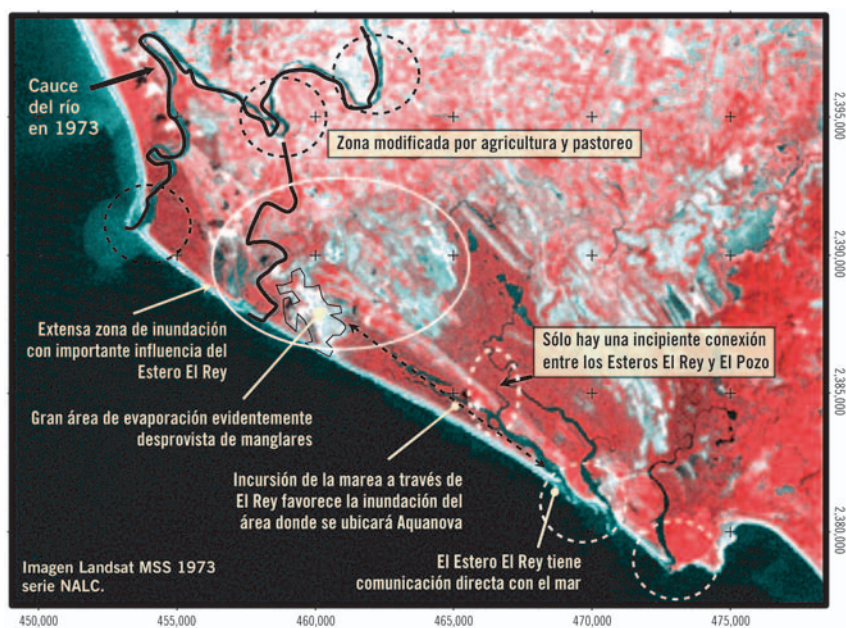 Cauce
del río
en 1973
Zona modificada por agricultura y pastoreo
Extensa zona de inundación
con importante influencia del
Estero El Rey
Sólo hay una incipiente conexión
entre los Esteros El Rey y El Pozo
Gran área de evaporación evidentemente
desprovista de manglares
Incursión de la marea a través de
El Rey favorece la inundación del
área donde se ubicará Aquanova
El Estero El Rey tiene
comunicación directa con el mar
Imagen Landsat MSS 1973
serie NALC.
2,395,000
2,390,000
2,385,000
2,380,000
450,000 455,000 460,000 465,000 470,000 475,000